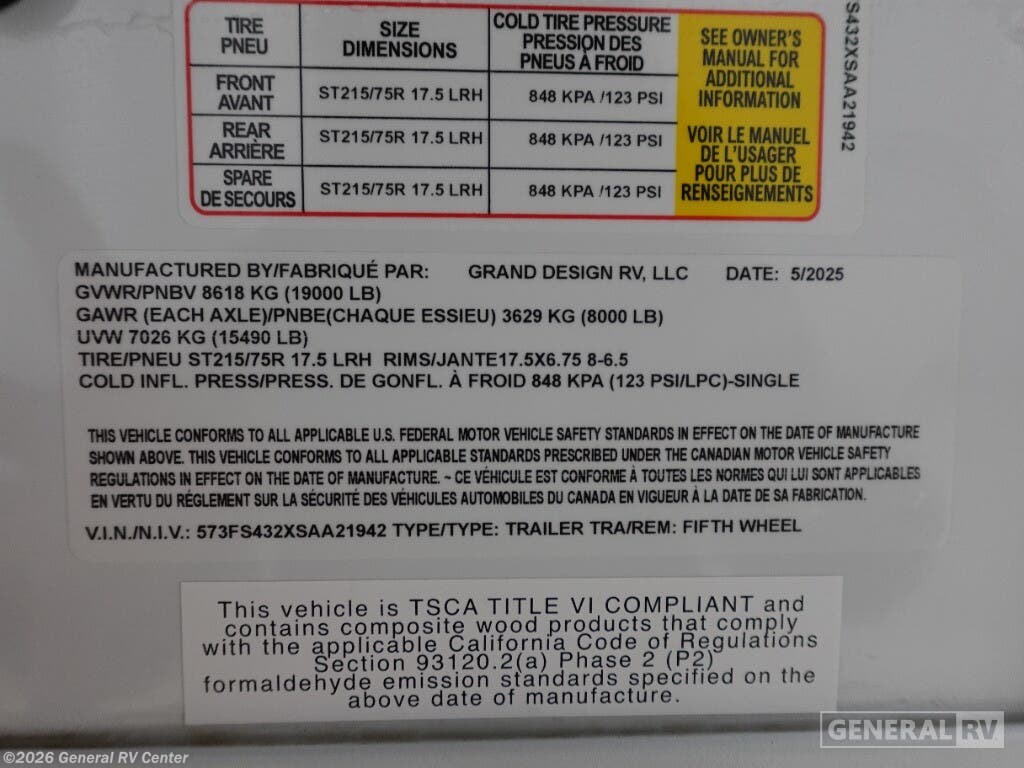 TIRE SIZE COLD TIRE PRESSURE
PNEU DIMENSIONS PRESSION DES
PNEUS À FROID
FRONT
AVANT
ST215/75R 17.5 LRH 848 KPA /123 PSI
REAR
ARRIÈRE
ST215/75R 17.5 LRH 848 KPA /123 PSI
SPARE
DE SECOURS
ST215/75R 17.5 LRH 848 KPA /123 PSI
SEE OWNER'S
MANUAL FOR
ADDITIONAL
INFORMATION
VOIR LE MANUEL
DE L'USAGER
POUR PLUS DE
RENSEIGNEMENTS
S432XSAA21942
MANUFACTURED BY/FABRIQUÉ PAR: GRAND DESIGN RV, LLC DATE: 5/2025
GVWR/PNBV 8618 KG (19000 LB)
GAWR (EACH AXLE)/PNBE(CHAQUE ESSIEU) 3629 KG (8000 LB)
UVW 7026 KG (15490 LB)
TIRE/PNEU ST215/75R 17.5 LRH RIMS/JANTE17.5X6.75 8-6.5
COLD INFL. PRESS/PRESS. DE GONFL. À FROID 848 KPA (123 PSI/LPC)-SINGLE
THIS VEHICLE CONFORMS TO ALL APPLICABLE U.S. FEDERAL MOTOR VEHICLE SAFETY STANDARDS IN EFFECT ON THE DATE OF MANUFACTURE
SHOWN ABOVE. THIS VEHICLE CONFORMS TO ALL APPLICABLE STANDARDS PRESCRIBED UNDER THE CANADIAN MOTOR VEHICLE SAFETY
REGULATIONS IN EFFECT ON THE DATE OF MANUFACTURE. ~ CE VÉHICULE EST CONFORME À TOUTES LES NORMES QUI LUI SONT APPLICABLES
EN VERTU DU RÉGLEMENT SUR LA SÉCURITÉ DES VÉHICULES AUTOMOBILES DU CANADA EN VIGUEUR À LA DATE DE SA FABRICATION.
V.I.N./N.I.V.: 573FS432XSAA21942 TYPE/TYPE: TRAILER TRA/REM: FIFTH WHEEL
This vehicle is TSCA TITLE VI COMPLIANT and
contains composite wood products that comply
with the applicable California Code of Regulations
Section 93120.2(a) Phase 2 (P2)
formaldehyde emission standards specified on the
above date of manufacture.
GENERAL RV
©2026 General RV Center